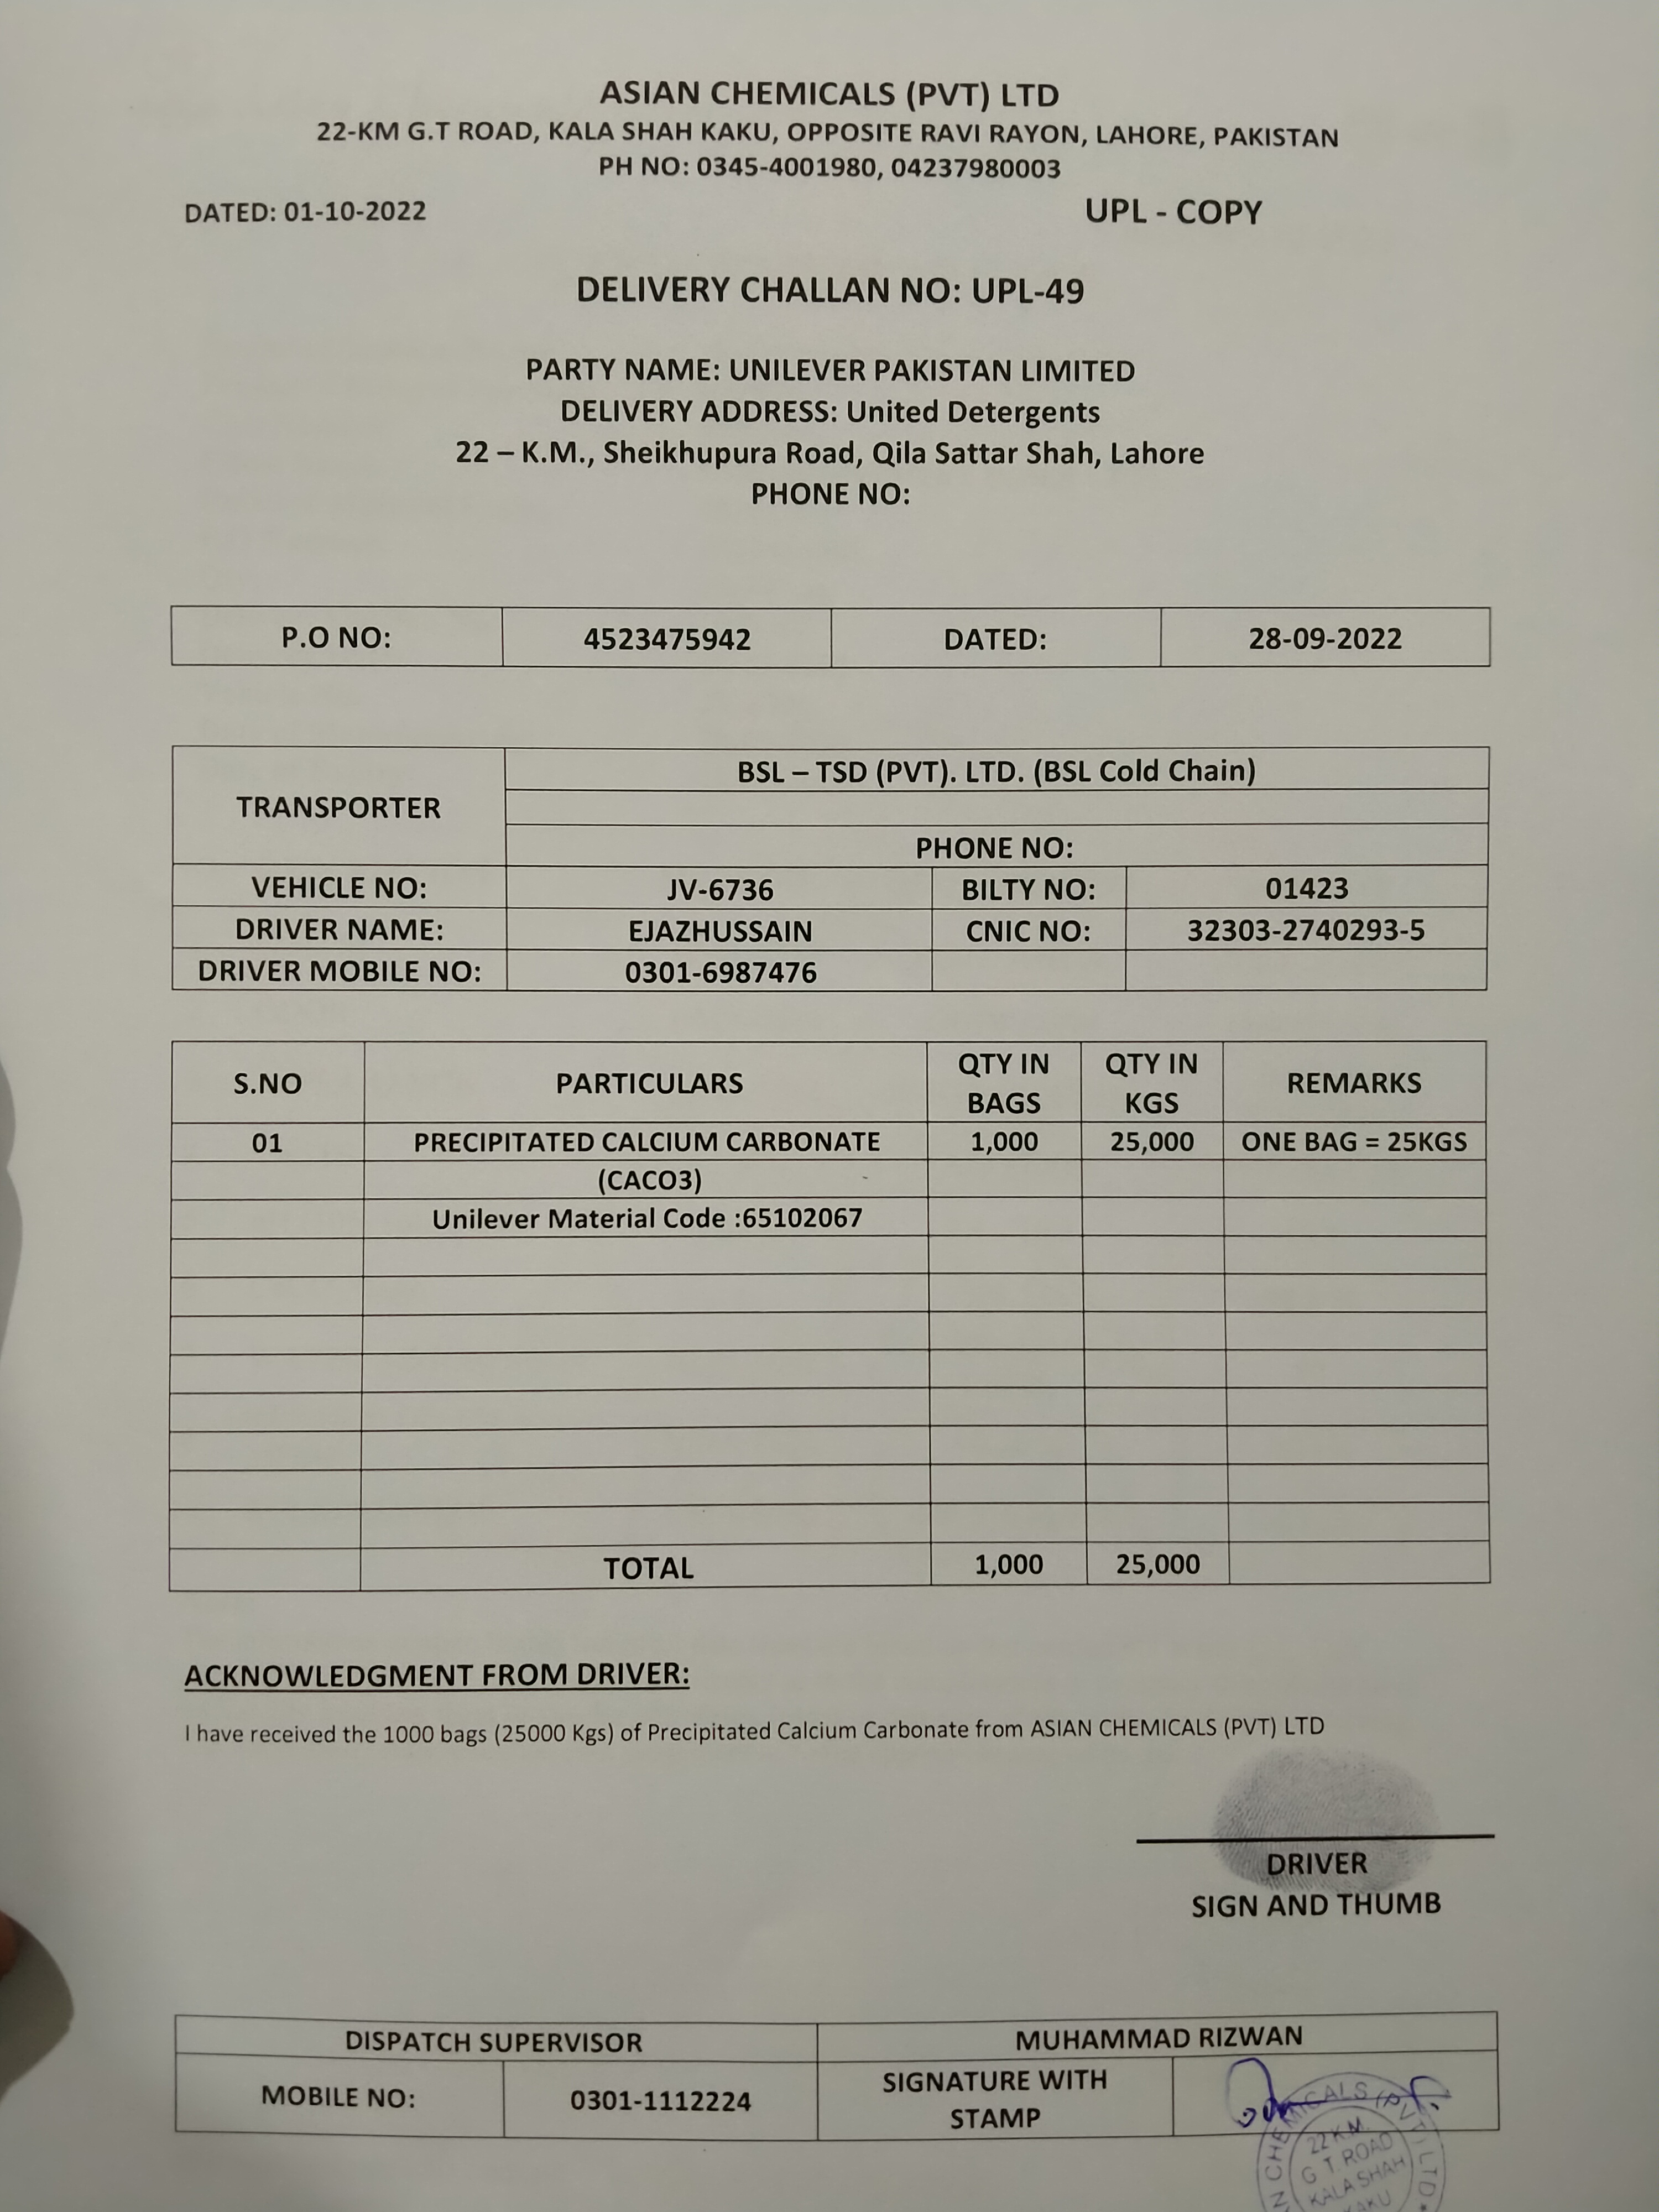 ASIAN CHEMICALS (PVT) LTD
22-KM G.T ROAD, KALA SHAH KAKU, OPPOSITE RAVI RAYON, LAHORE, PAKISTAN
PH NO: 0345-4001980, 04237980003
DATED: 01-10-2022 UPL - COPY
DELIVERY CHALLAN NO: UPL-49
PARTY NAME: UNILEVER PAKISTAN LIMITED
DELIVERY ADDRESS: United Detergents
22 – K.M., Sheikhupura Road, Qila Sattar Shah, Lahore
PHONE NO:
P.O NO: 4523475942 DATED: 28-09-2022
TRANSPORTER
BSL – TSD (PVT). LTD. (BSL Cold Chain)
PHONE NO:
VEHICLE NO: JV-6736 BILTY NO: 01423
DRIVER NAME: EJAZHUSSAIN CNIC NO: 32303-2740293-5
DRIVER MOBILE NO: 0301-6987476
S.NO PARTICULARS QTY IN BAGS QTY IN KGS REMARKS
01 PRECIPITATED CALCIUM CARBONATE 1,000 25,000 ONE BAG = 25KGS
(CACO3)
Unilever Material Code :65102067
TOTAL 1,000 25,000
ACKNOWLEDGMENT FROM DRIVER:
I have received the 1000 bags (25000 Kgs) of Precipitated Calcium Carbonate from ASIAN CHEMICALS (PVT) LTD
DRIVER
SIGN AND THUMB
DISPATCH SUPERVISOR MUHAMMAD RIZWAN
MOBILE NO: 0301-1112224 SIGNATURE WITH STAMP
CHEMICALS (PVT) LTD
22 K.M.
G T. ROAD
KALA SHAH
KAKU